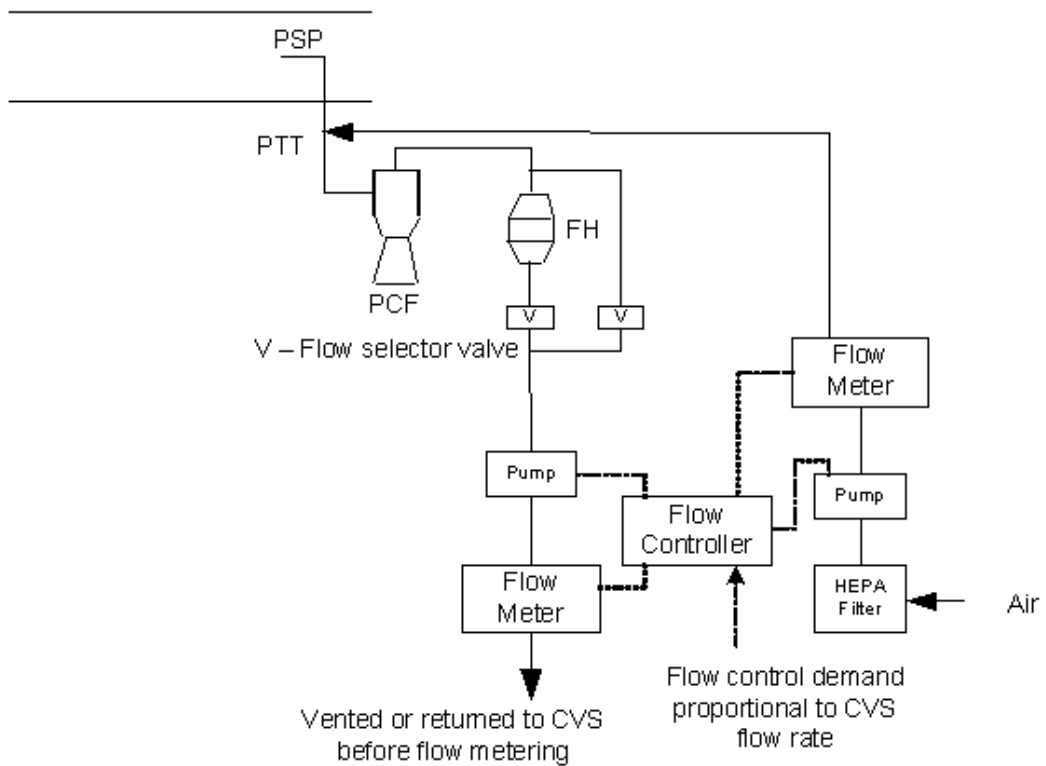 PSP
PTT
FH
PCF
V
V
V – Flow selector valve
Flow
Meter
Pump
Pump
Flow
Controller
Flow
Meter
HEPA
Filter
Air
Flow control demand
proportional to CVS
flow rate
Vented or returned to CVS
before flow metering